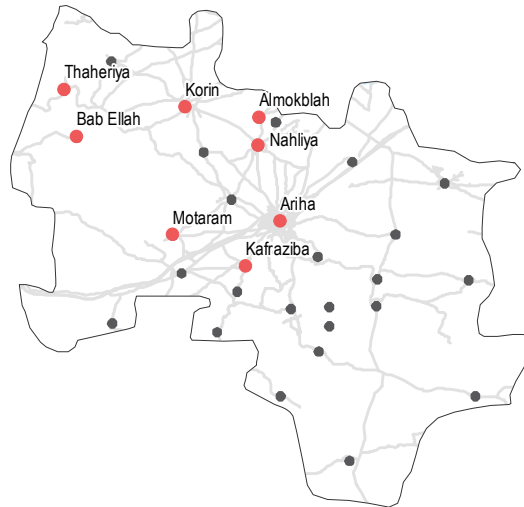 Thaheriya
Korin
Almokblah
Bab Ellah
Nahliya
Ariha
Motaram
Kafraziba